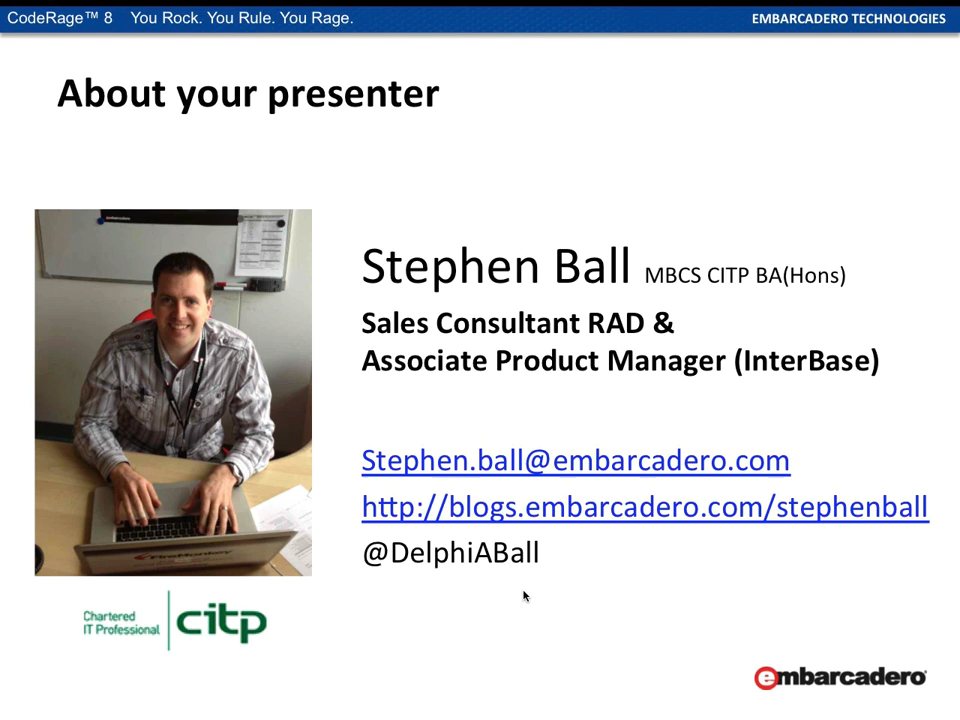 CodeRage™ 8 You Rock. You Rule. You Rage.
EMBARCADERO TECHNOLOGIES
About your presenter
embarcadero
Stephen Ball MBCS CITP BA(Hons)
Sales Consultant RAD &
Associate Product Manager (InterBase)
Stephen.ball@embarcadero.com
http://blogs.embarcadero.com/stephenball
@DelphiABall
FireMonkey
Chartered
IT Professional
citp
embarcadero